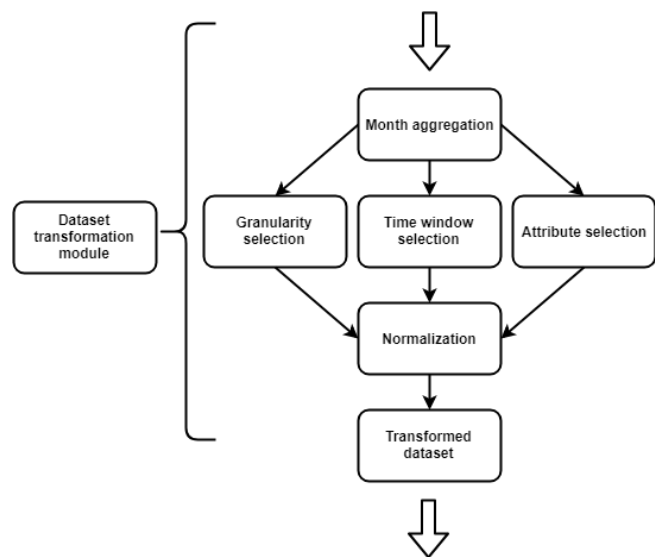 Month aggregation
Dataset
transformation
module
Granularity
selection
Time window
selection
Attribute selection
Normalization
Transformed
dataset